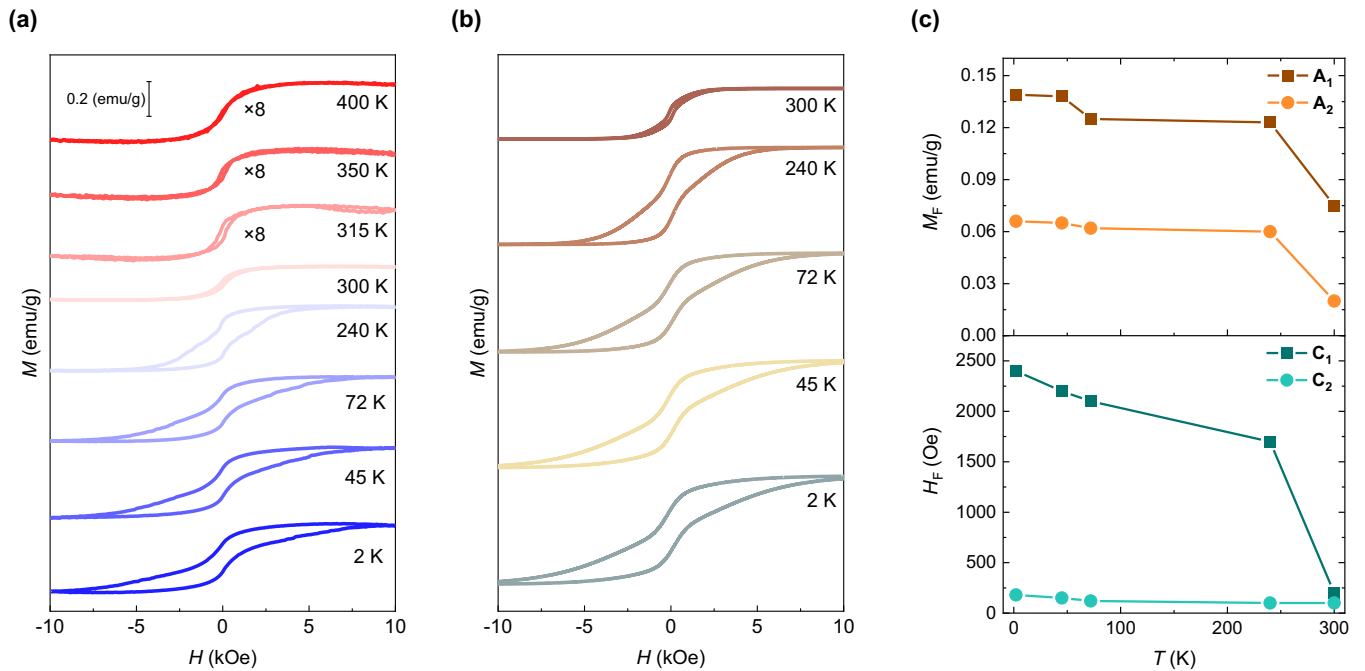 (a)
0.2 (emu/g)
400 K
×8
350 K
×8
315 K
×8
300 K
240 K
72 K
45 K
2 K
M (emu/g)
-10 -5 0 5 10
H (kOe)
(b)
300 K
240 K
72 K
45 K
2 K
M (emu/g)
-10 -5 0 5 10
H (kOe)
(c)
A₁
A₂
0.15
0.12
0.09
0.06
0.03
0.00
M_F (emu/g)
C₁
C₂
2500
2000
1500
1000
500
0
H_F (Oe)
0 100 200 300
T (K)